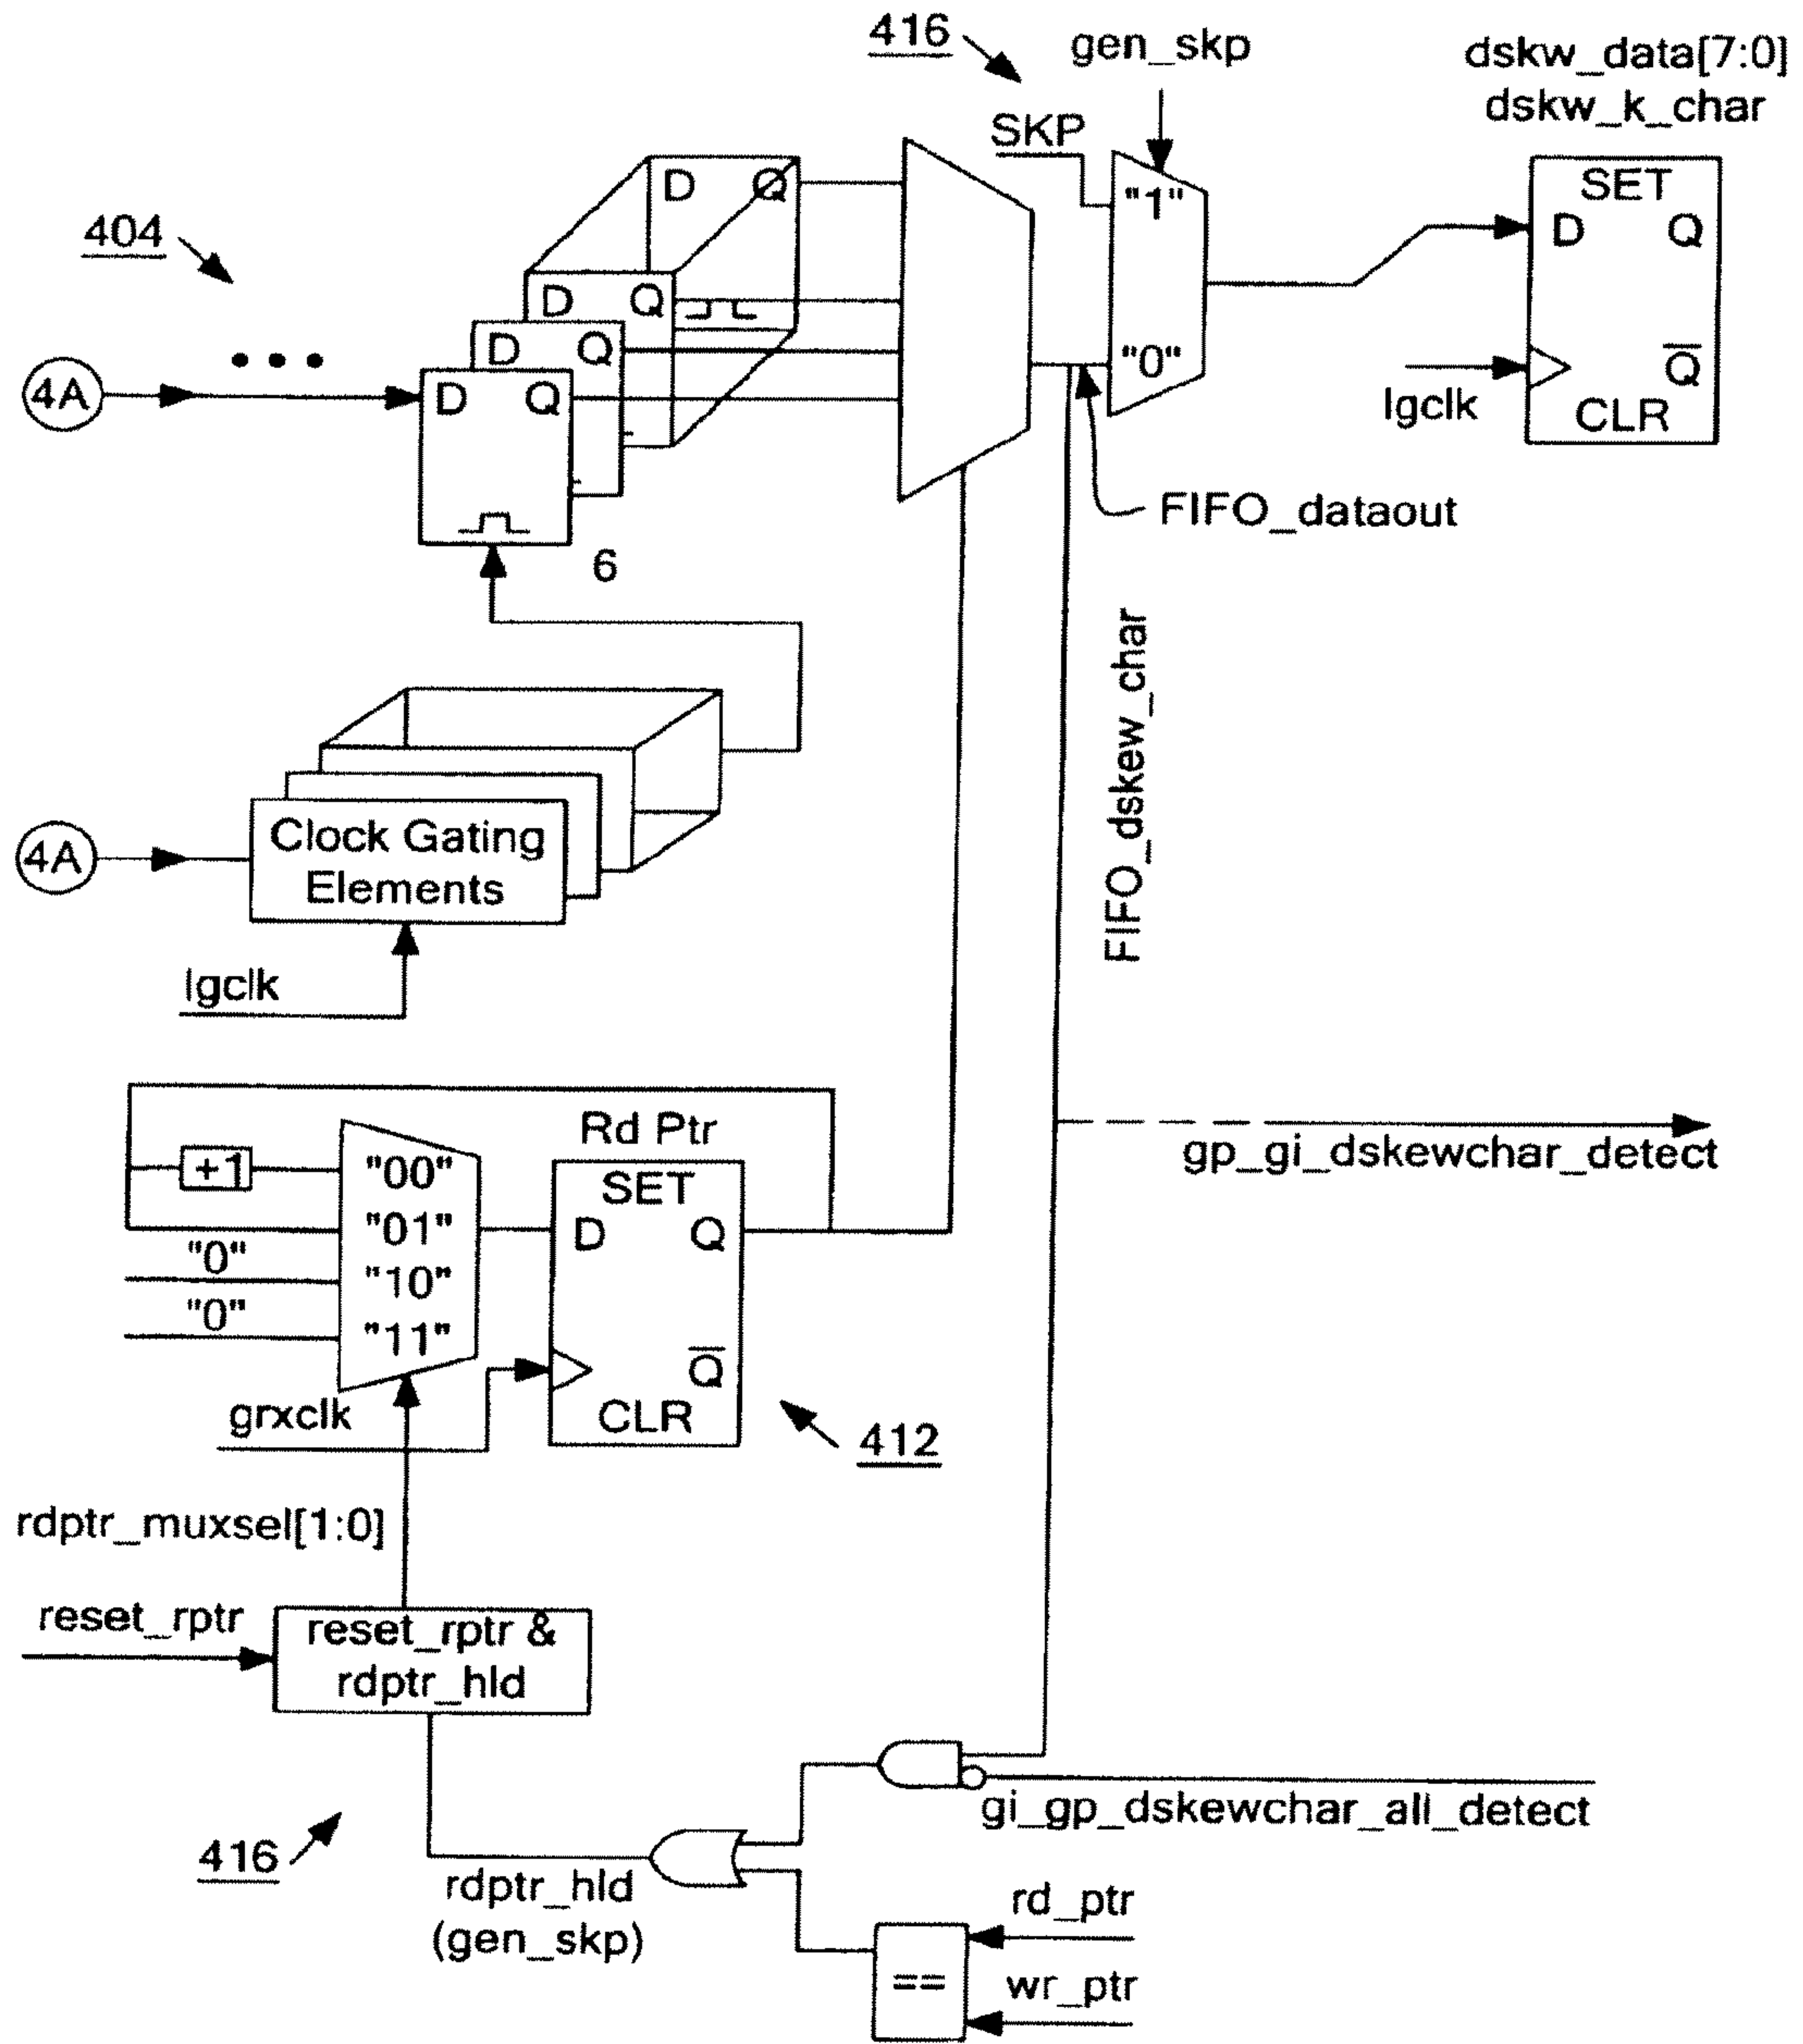 416
gen_skp
dskw_data[7:0]
dskw_k_char
SKP
"1"
"0"
SET
D Q
Q
CLR
lgclk
404
D Q
D Q
D Q
D Q
4A
6
FIFO_dataout
FIFO_dskew_char
4A
Clock Gating
Elements
lgclk
gp_gi_dskewchar_detect
Rd Ptr
+1
"00"
"01"
"10"
"11"
"0"
"0"
SET
D Q
Q
CLR
grxclk
412
rdptr_muxsel[1:0]
reset_rptr
reset_rptr &
rdptr_hld
gi_gp_dskewchar_all_detect
416
rdptr_hld
(gen_skp)
rd_ptr
==
wr_ptr